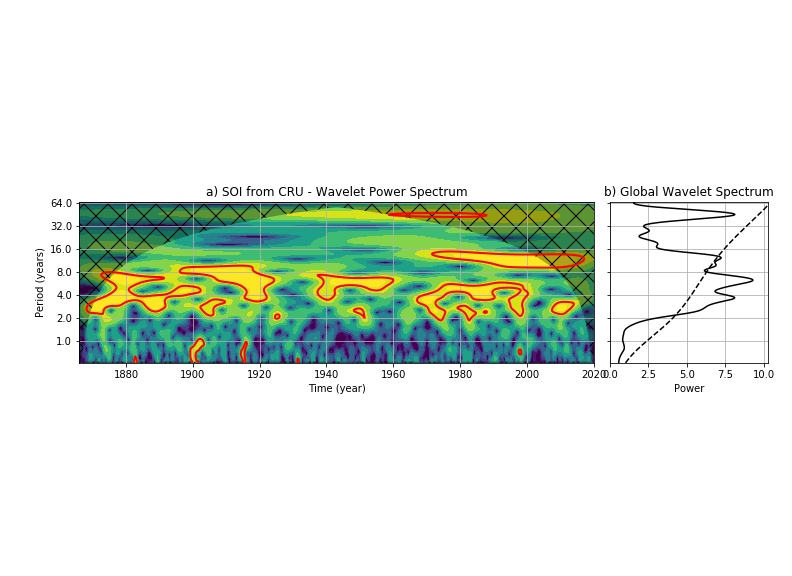 a) SOI from CRU - Wavelet Power Spectrum
b) Global Wavelet Spectrum
Period (years)
64.0
32.0
16.0
8.0
4.0
2.0
1.0
1880 1900 1920 1940 1960 1980 2000 2020
Time (year)
0.0 2.5 5.0 7.5 10.0
Power